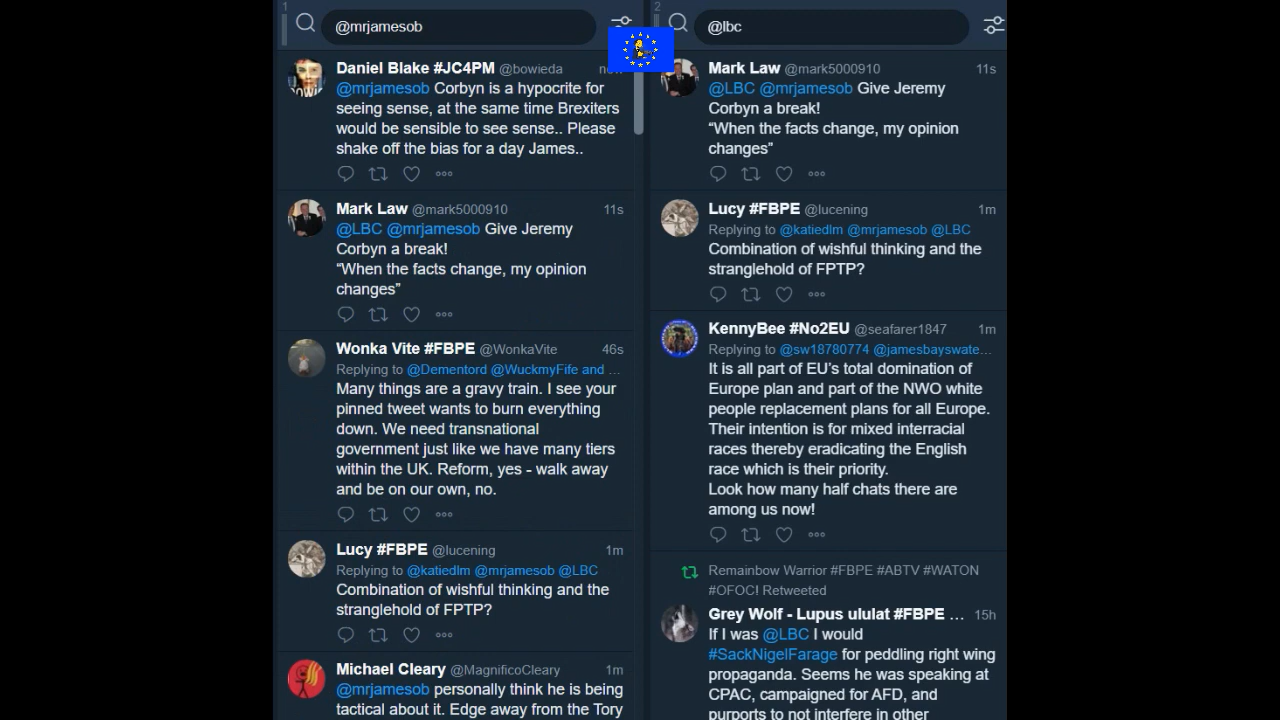 1
@mrjamesob
Daniel Blake #JC4PM @bowieda
@mrjamesob Corbyn is a hypocrite for
seeing sense, at the same time Brexiters
would be sensible to see sense.. Please
shake off the bias for a day James..
Mark Law @mark5000910 11s
@LBC @mrjamesob Give Jeremy
Corbyn a break!
“When the facts change, my opinion
changes”
Wonka Vite #FBPE @WonkaVite 46s
Replying to @Dementord @WuckmyFife and ...
Many things are a gravy train. I see your
pinned tweet wants to burn everything
down. We need transnational
government just like we have many tiers
within the UK. Reform, yes - walk away
and be on our own, no.
Lucy #FBPE @lucening 1m
Replying to @katiedlm @mrjamesob @LBC
Combination of wishful thinking and the
stranglehold of FPTP?
Michael Cleary @MagnificoCleary 1m
@mrjamesob personally think he is being
tactical about it. Edge away from the Tory
2
@lbc
Mark Law @mark5000910 11s
@LBC @mrjamesob Give Jeremy
Corbyn a break!
“When the facts change, my opinion
changes”
Lucy #FBPE @lucening 1m
Replying to @katiedlm @mrjamesob @LBC
Combination of wishful thinking and the
stranglehold of FPTP?
KennyBee #No2EU @seafarer1847 1m
Replying to @sw18780774 @jamesbayswate...
It is all part of EU’s total domination of
Europe plan and part of the NWO white
people replacement plans for all Europe.
Their intention is for mixed interracial
races thereby eradicating the English
race which is their priority.
Look how many half chats there are
among us now!
Remainbow Warrior #FBPE #ABTV #WATON
#OFOC! Retweeted
Grey Wolf - Lupus ululat #FBPE ... 15h
If I was @LBC I would
#SackNigelFarage for peddling right wing
propaganda. Seems he was speaking at
CPAC, campaigned for AFD, and
purports to not interfere in other